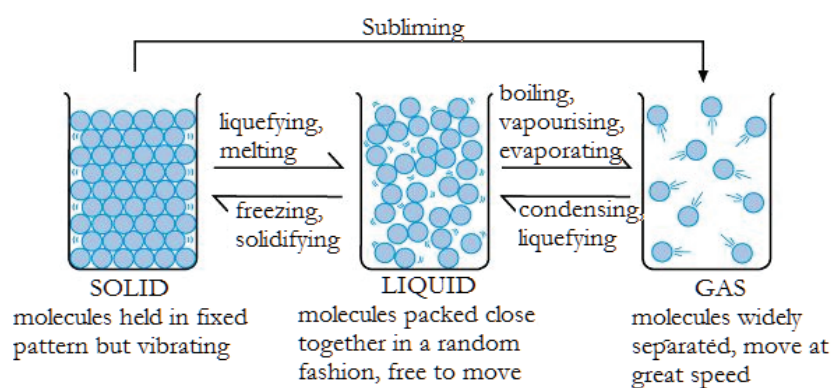 Subliming
liquefying,
melting
boiling,
vapourising,
evaporating
freezing,
solidifying
condensing,
liquefying
SOLID
molecules held in fixed
pattern but vibrating
LIQUID
molecules packed close
together in a random
fashion, free to move
GAS
molecules widely
separated, move at
great speed